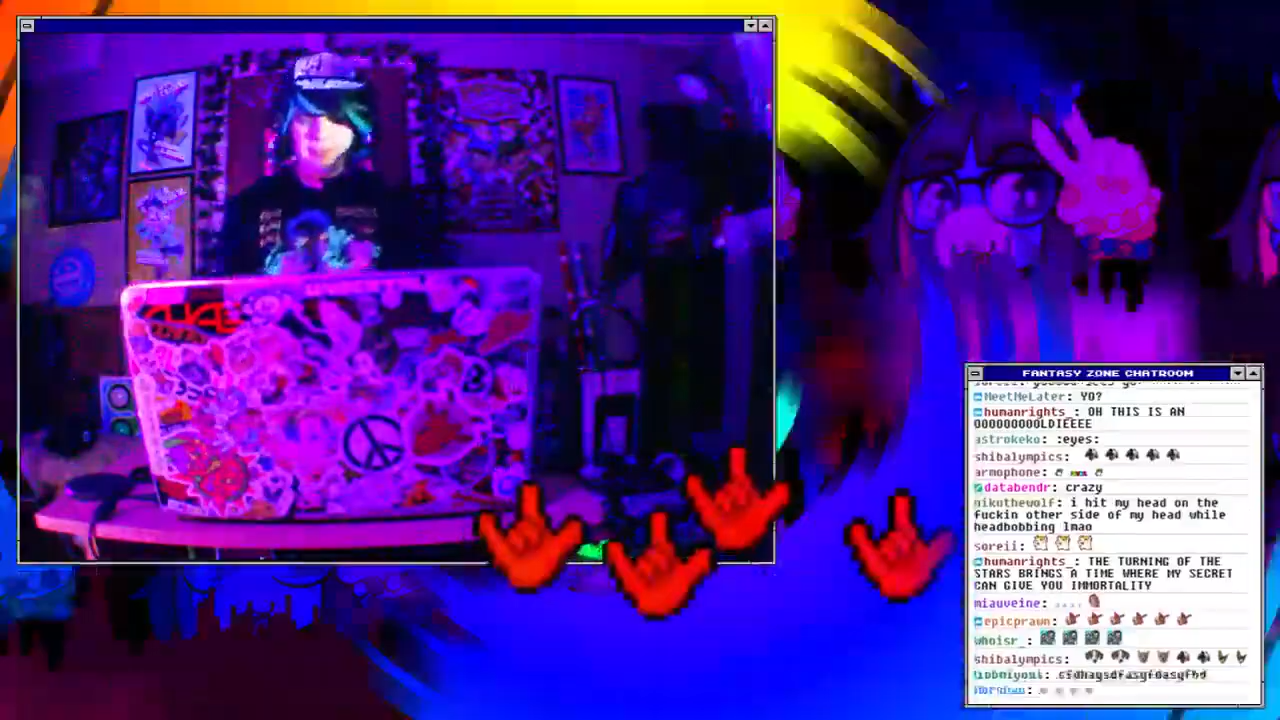 FANTASY ZONE CHATROOM
MeetMeLater: YO?
humanrights_: OH THIS IS AN
OOOOOOOOOLDIEEEE
astrokeko: :eyes:
shibalympics:
armophone:
databendr: crazy
nikuthewolf: i hit my head on the
fuckin other side of my head while
headbobbing lmao
soreii:
humanrights_: THE TURNING OF THE
STARS BRINGS A TIME WHERE MY SECRET
CAN GIVE YOU IMMORTALITY
miauveine:
epicprawn:
whoisr_:
shibalympics: